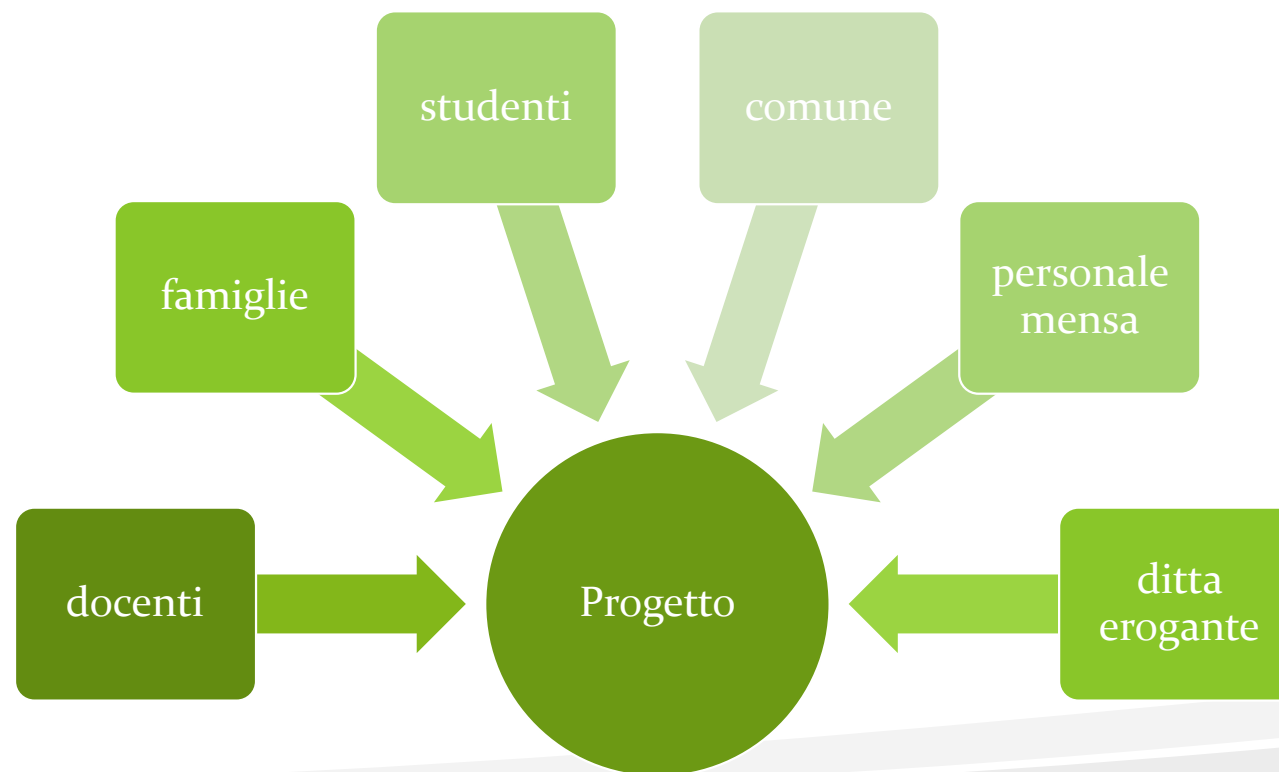 studenti
comune
famiglie
personale
mensa
docenti
Progetto
ditta
erogante